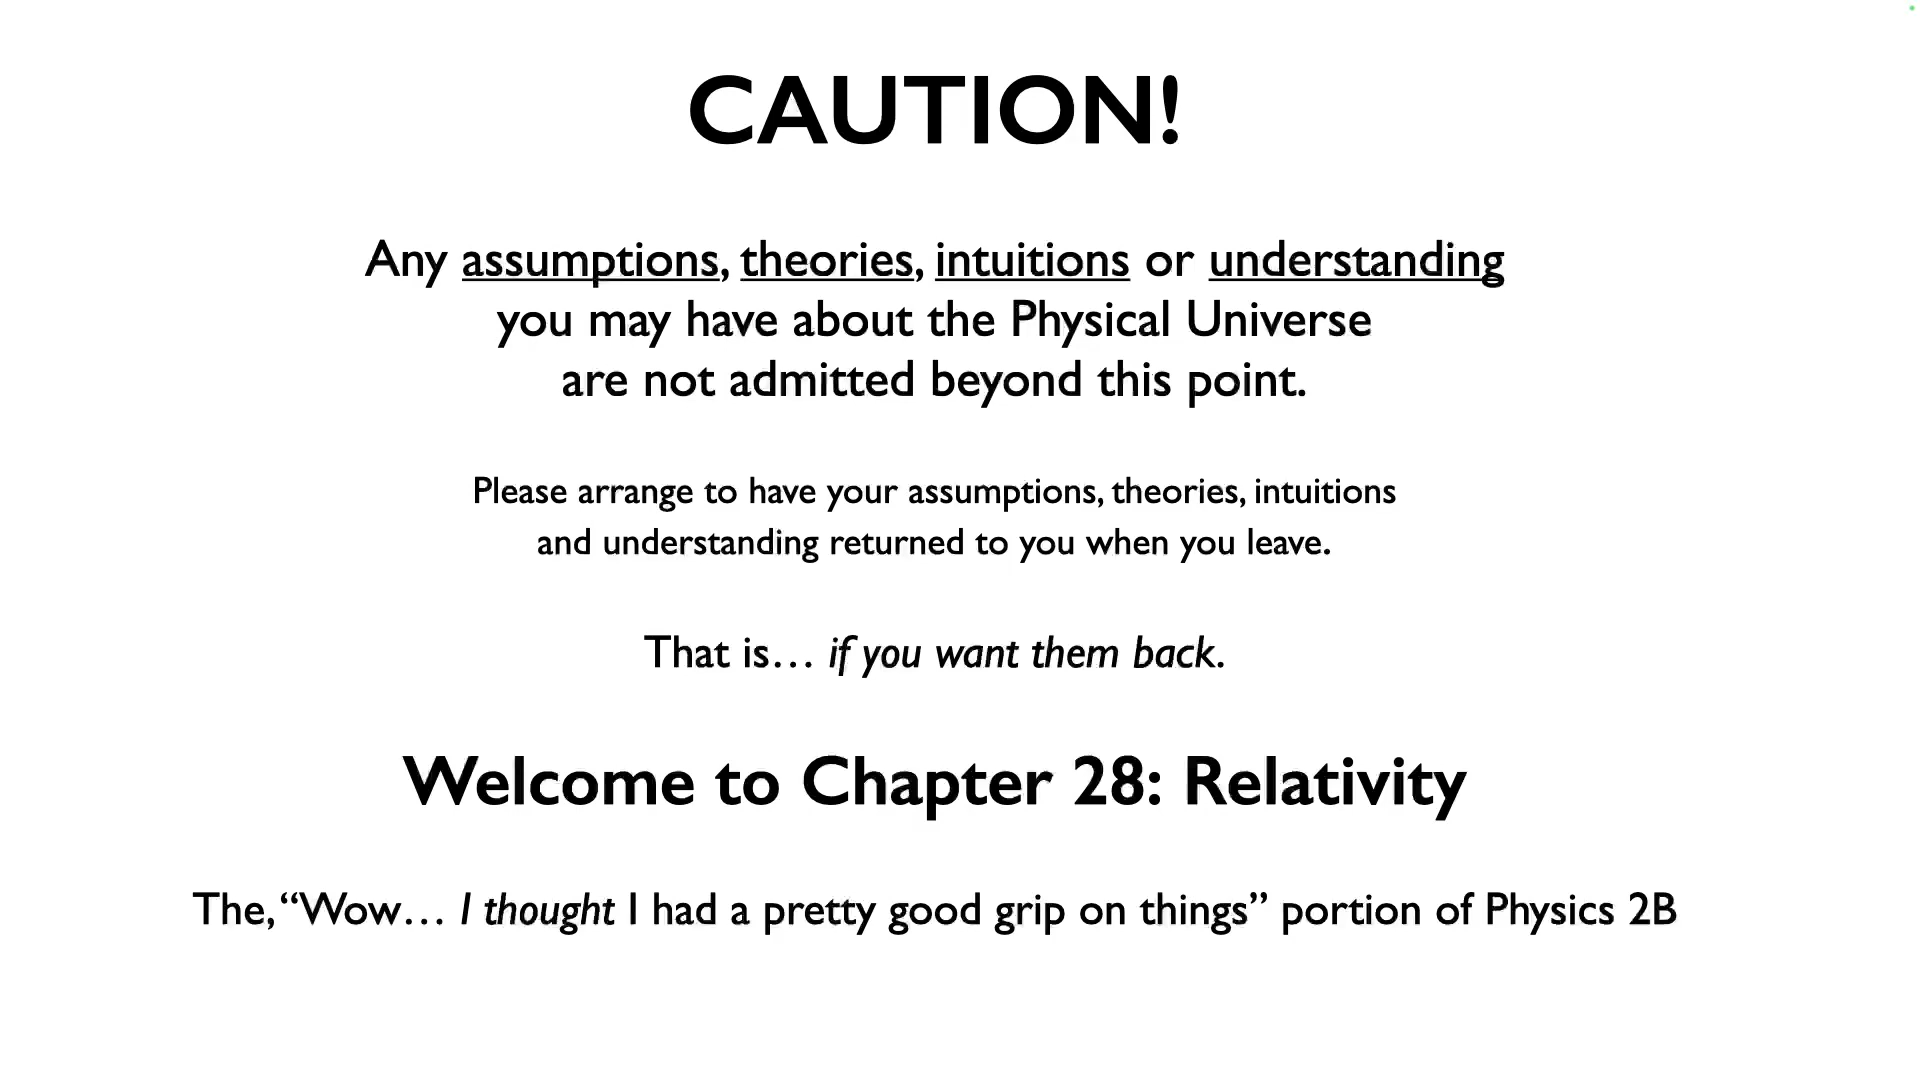 CAUTION!
Any assumptions, theories, intuitions or understanding
you may have about the Physical Universe
are not admitted beyond this point.
Please arrange to have your assumptions, theories, intuitions
and understanding returned to you when you leave.
That is… if you want them back.
Welcome to Chapter 28: Relativity
The, “Wow… I thought I had a pretty good grip on things” portion of Physics 2B